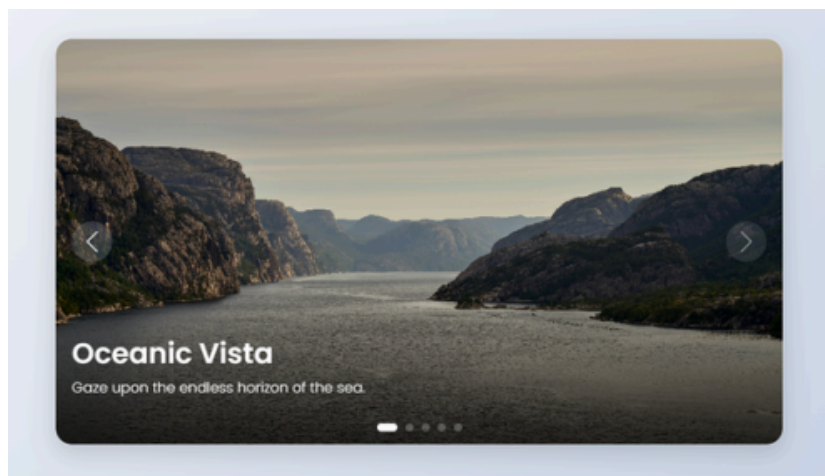 Oceanic Vista
Gaze upon the endless horizon of the sea.